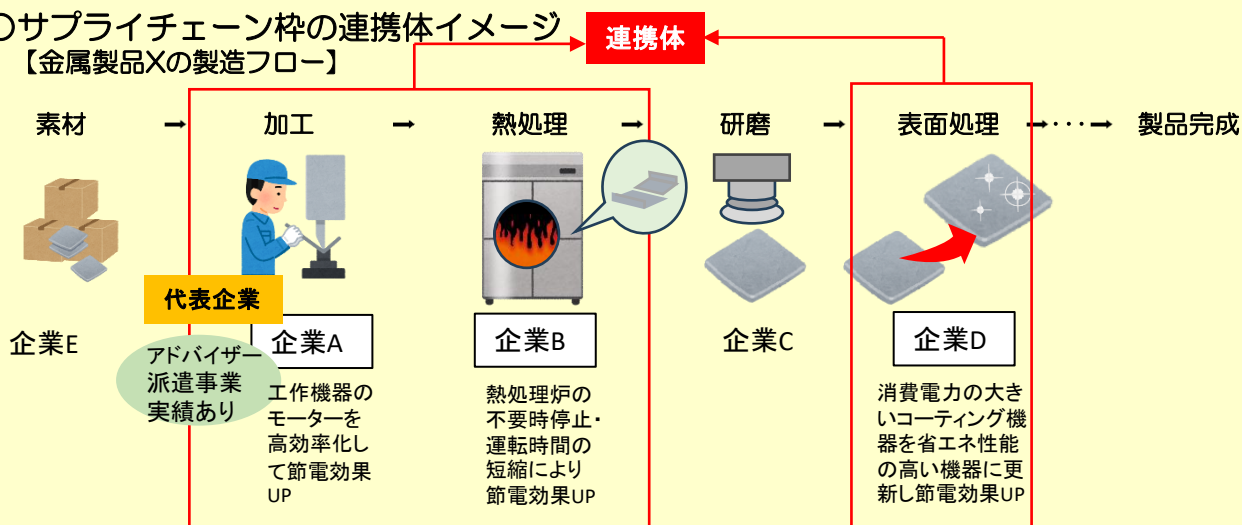 〇サプライチェーン枠の連携体イメージ
【金属製品Xの製造フロー】
連携体
素材 → 加工 → 熱処理 → 研磨 → 表面処理 →・・・→ 製品完成
代表企業
アドバイザー
派遣事業
実績あり
企業E
企業A
企業B
企業C
企業D
工作機器の
モーターを
高効率化し
て節電効果
UP
熱処理炉の
不要時停止・
運転時間の
短縮により
節電効果UP
消費電力の大き
いコーティング機
器を省エネ性能
の高い機器に更
新し節電効果UP